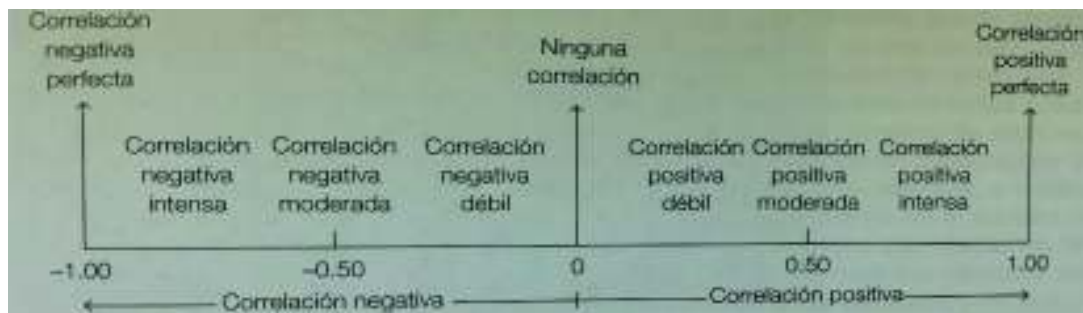 Correlación
negativa
perfecta
Ninguna
correlación
Correlación
positiva
perfecta
Correlación
negativa
intensa
Correlación
negativa
moderada
Correlación
negativa
débil
Correlación
positiva
débil
Correlación
positiva
moderada
Correlación
positiva
intensa
-1.00
-0.50
0
0.50
1.00
Correlación negativa
Correlación positiva